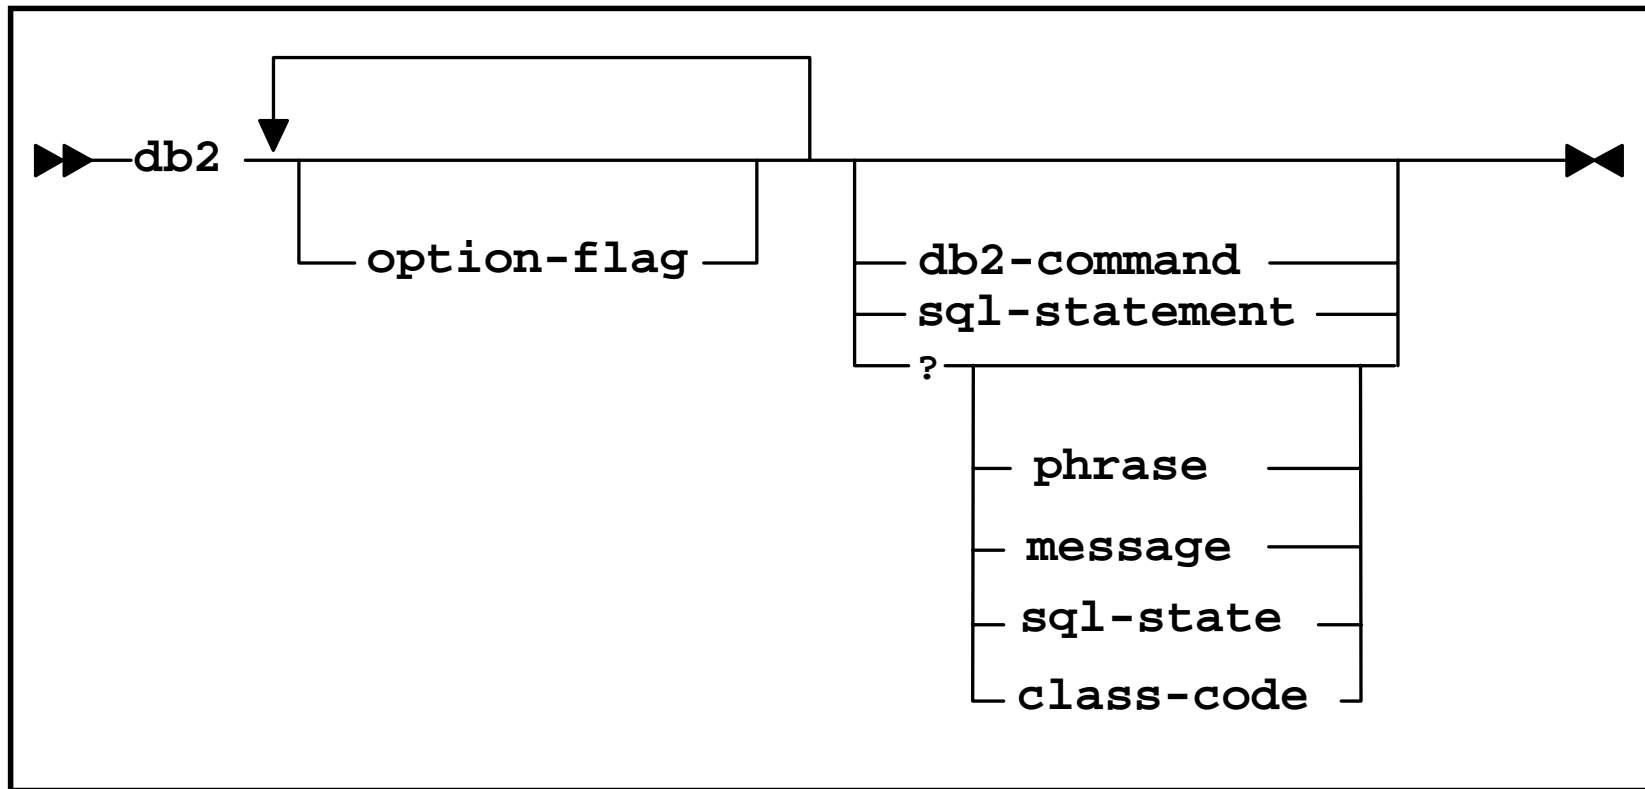 db2
option-flag
db2-command
sql-statement
?
phrase
message
sql-state
class-code